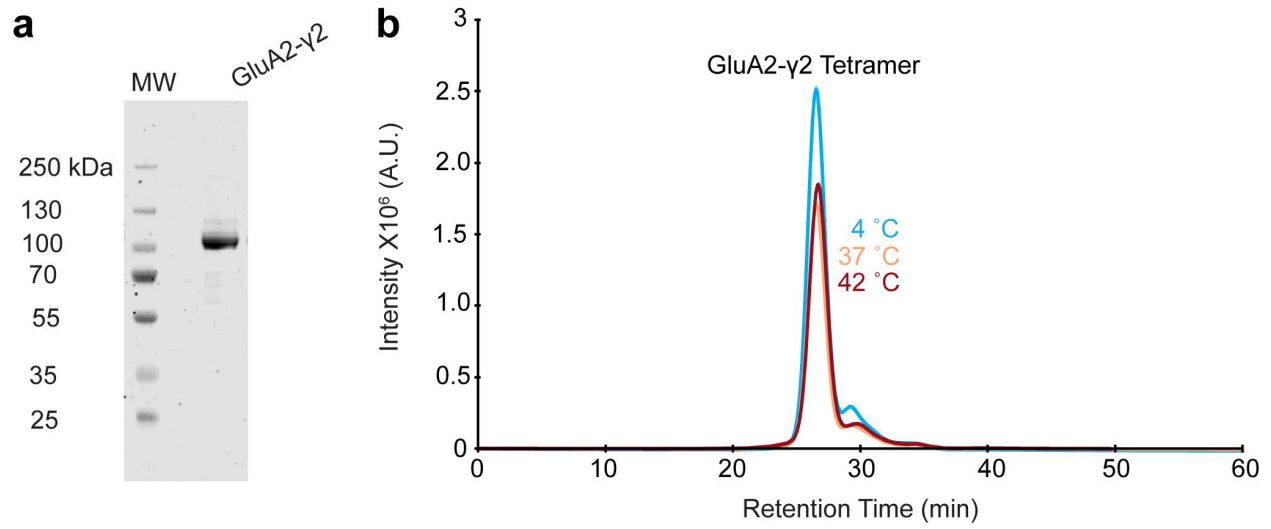 a
MW
GluA2-γ2
250 kDa
130
100
70
55
35
25
b
GluA2-γ2 Tetramer
Intensity X10⁶ (A.U.)
3
2.5
2.0
1.5
1.0
0.5
0
4 °C
37 °C
42 °C
0 10 20 30 40 50 60
Retention Time (min)